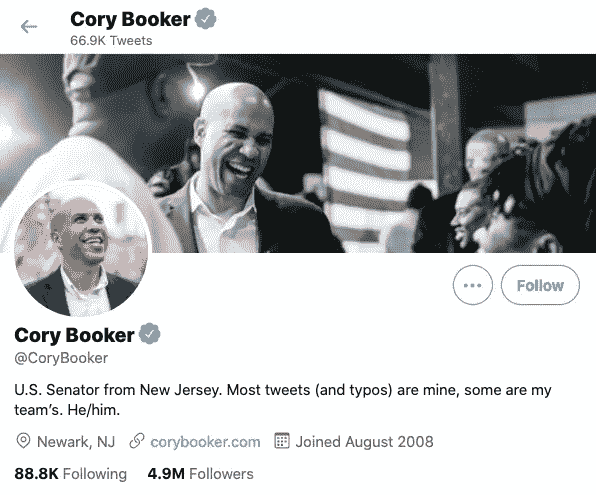 Cory Booker
66.9K Tweets
Follow
Cory Booker
@CoryBooker
U.S. Senator from New Jersey. Most tweets (and typos) are mine, some are my
team's. He/him.
Newark, NJ corybooker.com Joined August 2008
88.8K Following 4.9M Followers